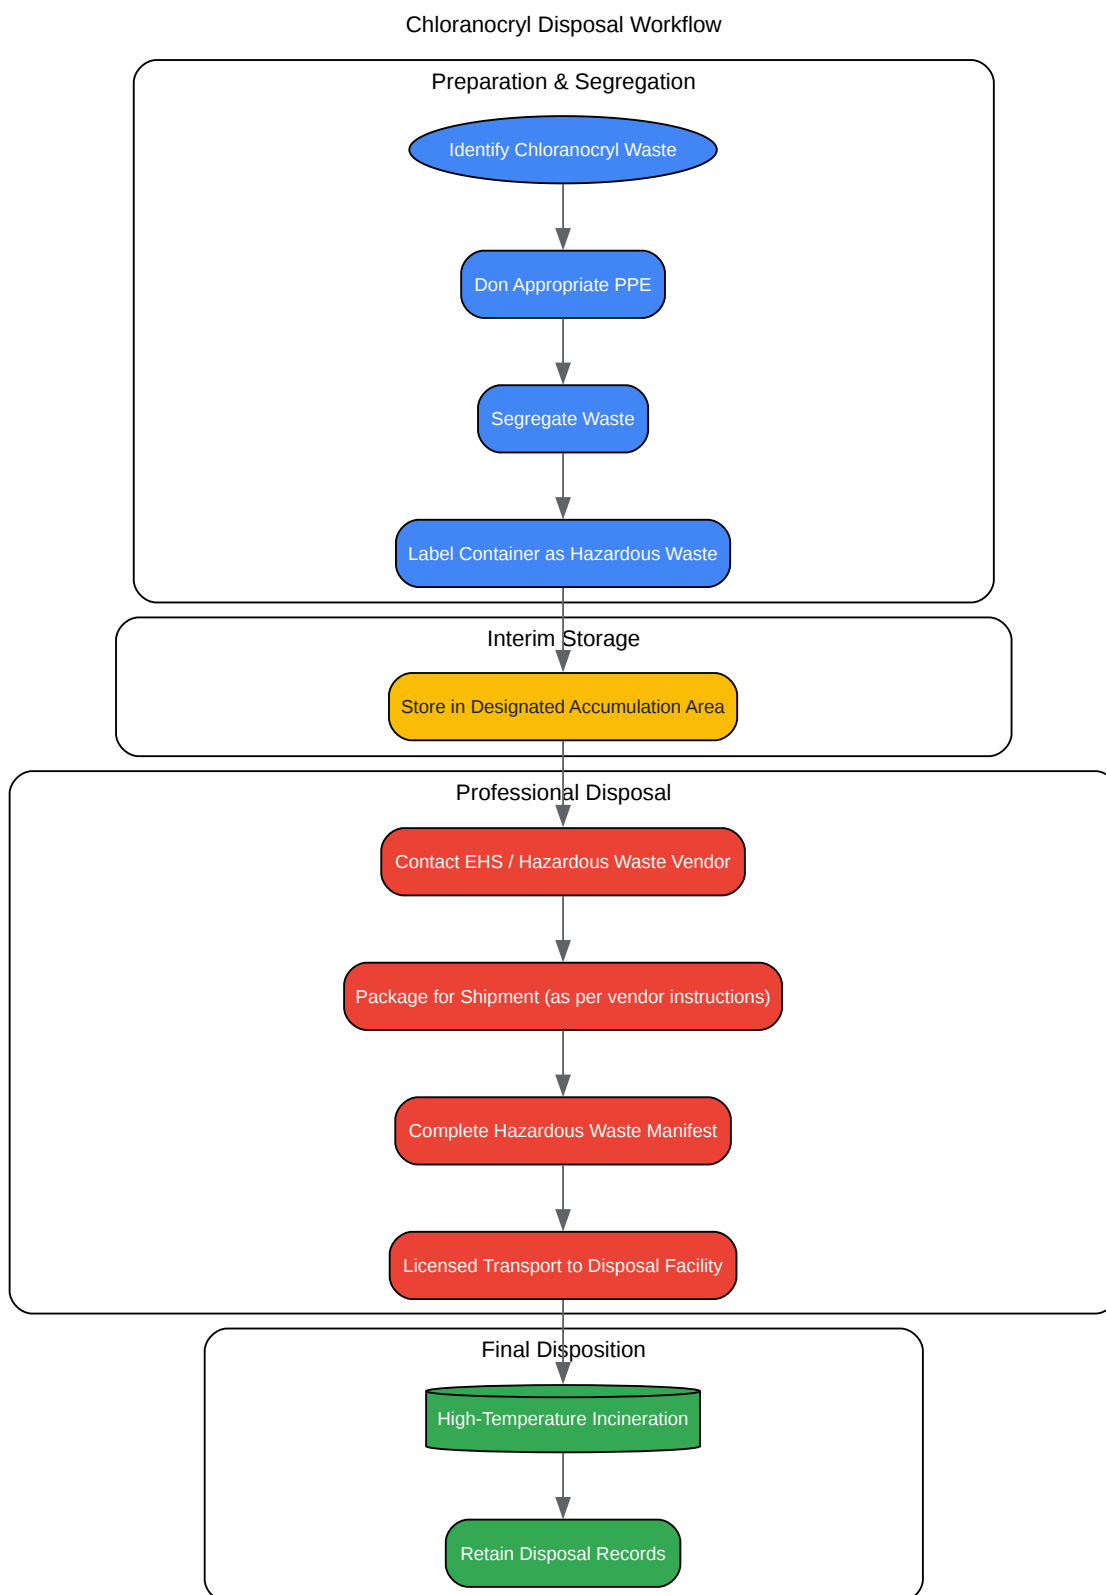 Chloranocryl Disposal Workflow
Preparation & Segregation
Identify Chloranocryl Waste
Don Appropriate PPE
Segregate Waste
Label Container as Hazardous Waste
Interim Storage
Store in Designated Accumulation Area
Professional Disposal
Contact EHS / Hazardous Waste Vendor
Package for Shipment (as per vendor instructions)
Complete Hazardous Waste Manifest
Licensed Transport to Disposal Facility
Final Disposition
High-Temperature Incineration
Retain Disposal Records